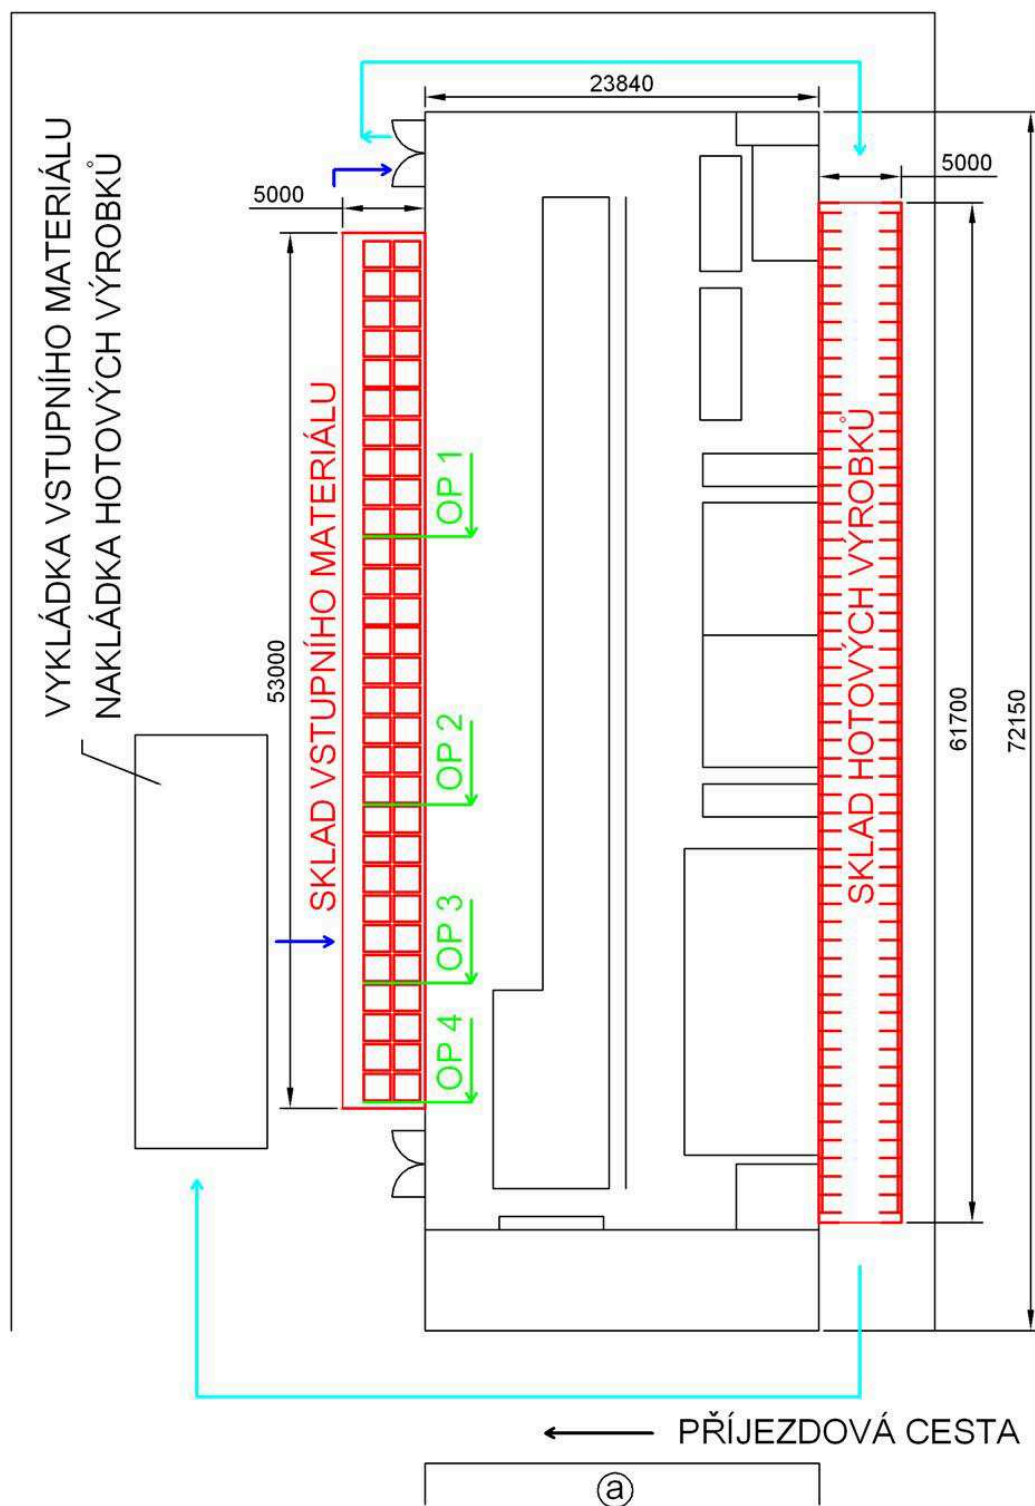 23840
VYKLÁDKA VSTUPNÍHO MATERIÁLU
NAKLÁDKA HOTOVÝCH VÝROBKŮ
5000
5000
SKLAD VSTUPNÍHO MATERIÁLU
53000
OP 1
OP 2
OP 3
OP 4
SKLAD HOTOVÝCH VÝROBKŮ
61700
72150
PŘÍJEZDOVÁ CESTA
a